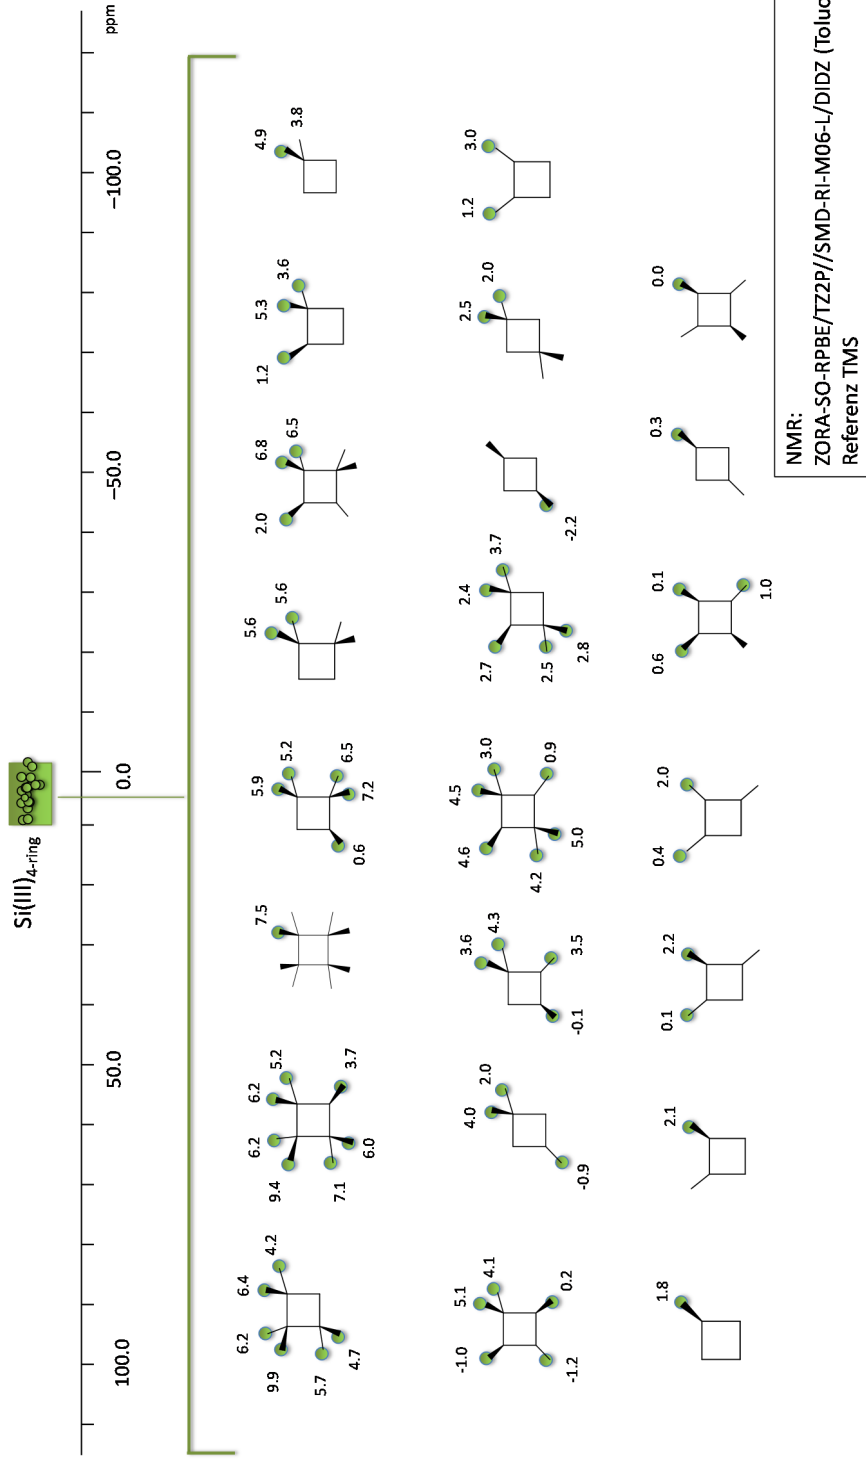 Si(III)4-ring
100.0 50.0 0.0 −50.0 −100.0 ppm
6.2 6.4 4.2
9.9
5.7 4.7
6.2 6.2 5.2
9.4
7.1 6.0 3.7
7.5
5.9 5.2
0.6 7.2 6.5
5.6 5.6
2.0 6.8 6.5
1.2 5.3 3.6
4.9 3.8
-1.0 5.1 4.1
-1.2 0.2
4.0 2.0
-0.9
3.6 4.3
-0.1 3.5
4.6 4.5 3.0
4.2 5.0 0.9
2.7 2.4 3.7
2.5 2.8
-2.2
2.5 2.0
1.2 3.0
1.8
2.1
0.1 2.2
0.4 2.0
0.6 0.1
1.0
0.3
0.0
NMR:
ZORA-SO-RPBE/TZ2P//SMD-RI-M06-L/DIDZ
Referenz TMS